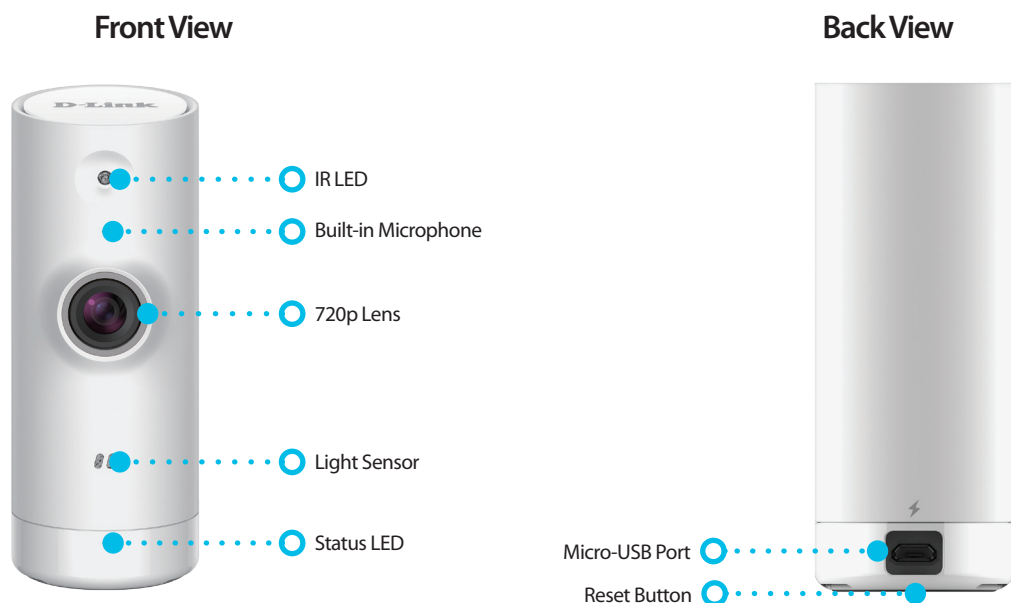 Front View
Back View
D-Link
IR LED
Built-in Microphone
720p Lens
Light Sensor
Status LED
Micro-USB Port
Reset Button